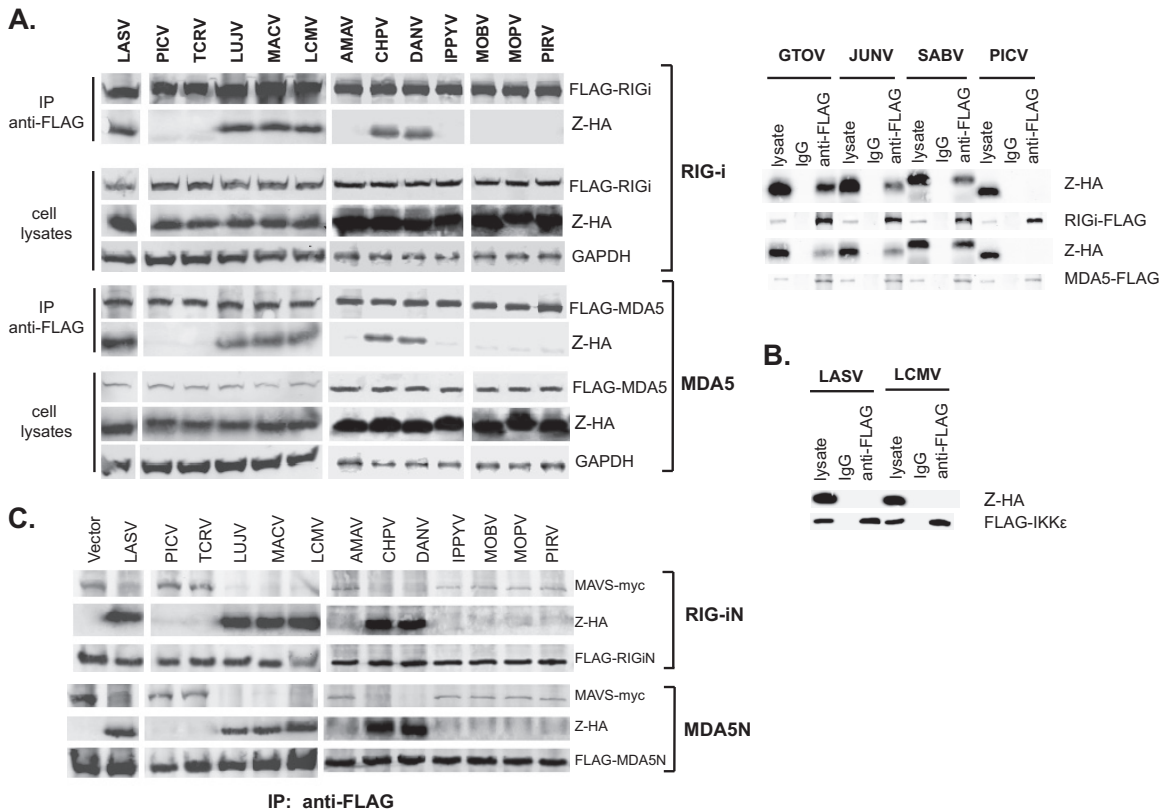 A.
LASV PICV TCRV LUJV MACV LCMV AMAV CHPV DANV IPPYV MOBV MOPV PIRV
IP
anti-FLAG
FLAG-RIGi
Z-HA
cell
lysates
FLAG-RIGi
Z-HA
GAPDH
RIG-i
IP
anti-FLAG
FLAG-MDA5
Z-HA
cell
lysates
FLAG-MDA5
Z-HA
GAPDH
MDA5
GTOV JUNV SABV PICV
lysate IgG anti-FLAG lysate IgG anti-FLAG lysate IgG anti-FLAG lysate IgG anti-FLAG
Z-HA
RIGi-FLAG
Z-HA
MDA5-FLAG
B.
LASV LCMV
lysate IgG anti-FLAG lysate IgG anti-FLAG
Z-HA
FLAG-IKKε
C.
Vector LASV PICV TCRV LUJV MACV LCMV AMAV CHPV DANV IPPYV MOBV MOPV PIRV
MAVS-myc
Z-HA
FLAG-RIGiN
RIG-iN
MAVS-myc
Z-HA
FLAG-MDA5N
MDA5N
IP: anti-FLAG